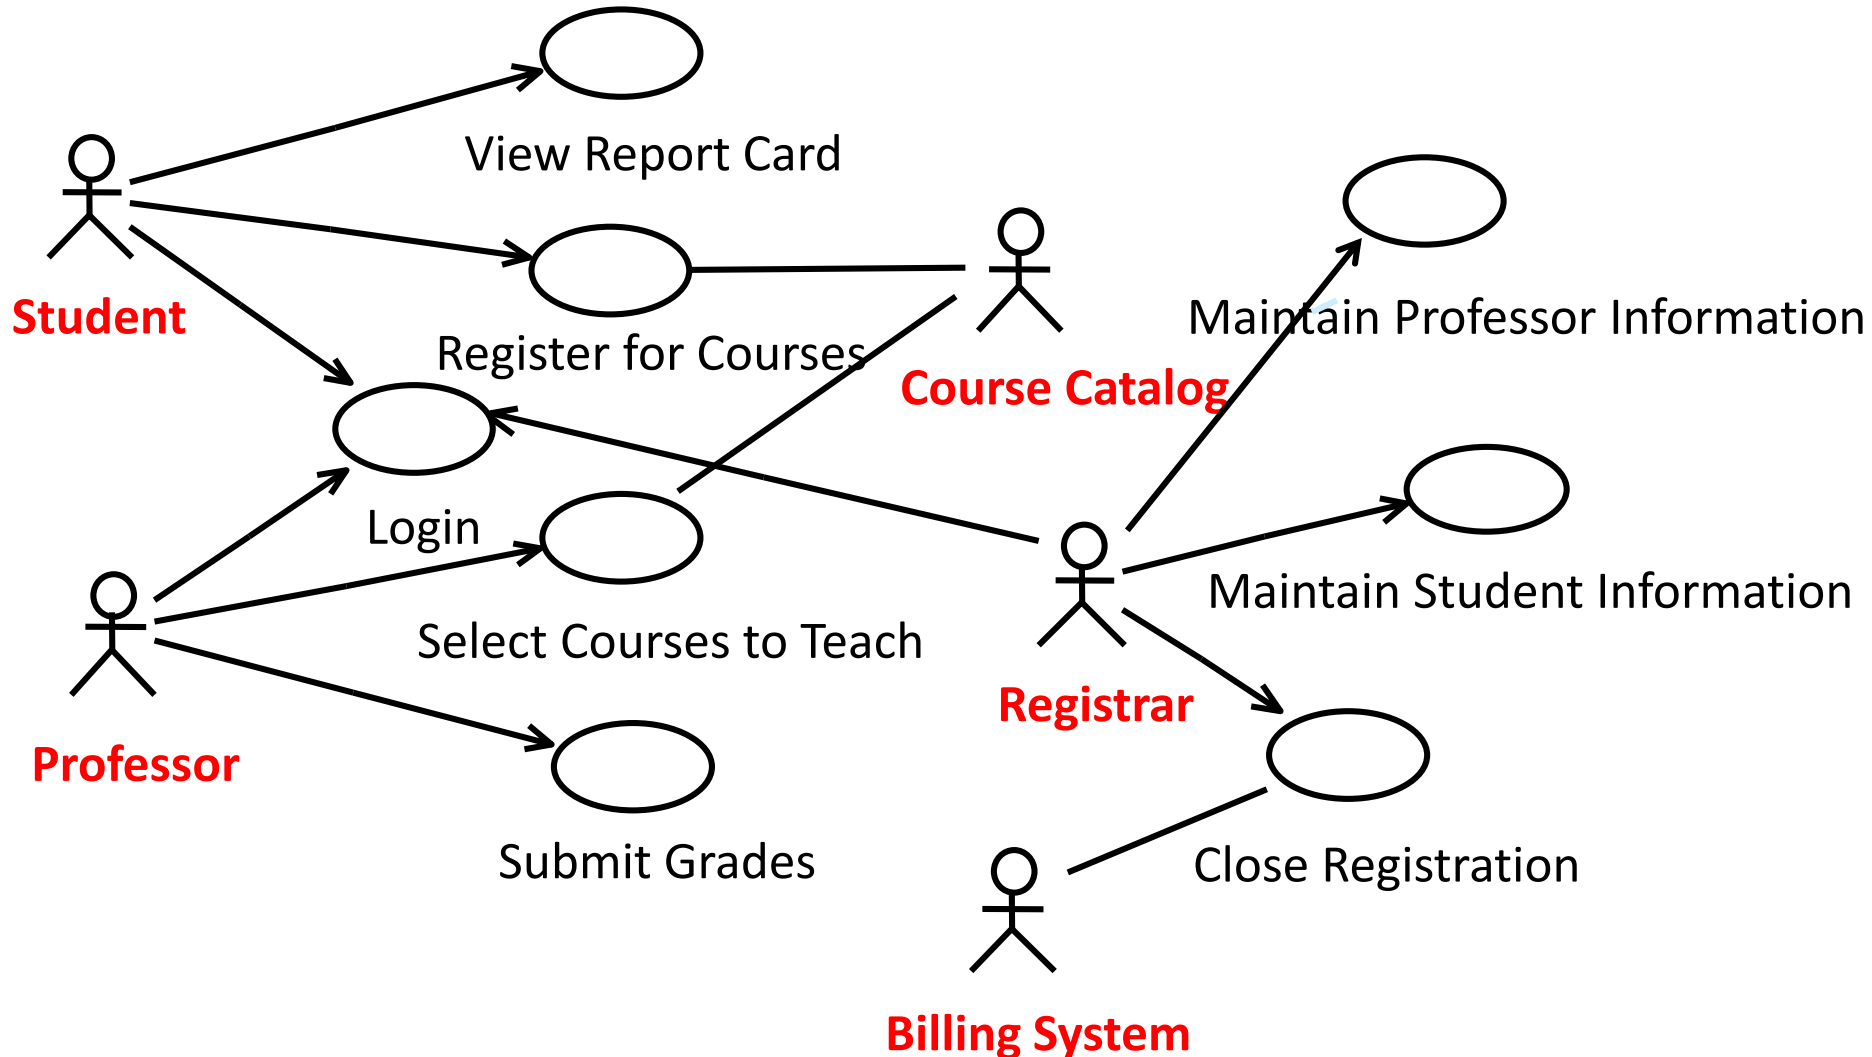 View Report Card
Student
Register for Courses
Course Catalog
Maintain Professor Information
Login
Select Courses to Teach
Maintain Student Information
Professor
Registrar
Submit Grades
Close Registration
Billing System